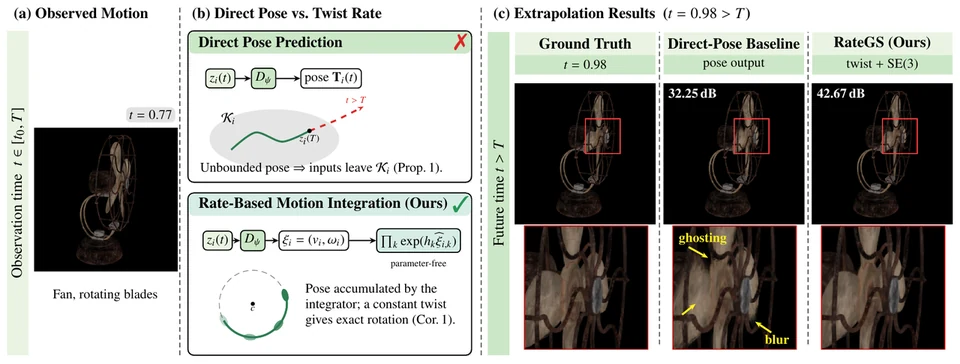 (a) Observed Motion
Observation time t ∈ [t₀, T]
t = 0.77
Fan, rotating blades
(b) Direct Pose vs. Twist Rate
Direct Pose Prediction
✗
zᵢ(t)
D_ψ
pose Tᵢ(t)
t > T
𝒦ᵢ
zᵢ(T)
Unbounded pose ⇒ inputs leave 𝒦ᵢ (Prop. 1).
Rate-Based Motion Integration (Ours)
✓
zᵢ(t)
D_ψ
ξᵢ = (vᵢ, ωᵢ)
∏ₖ exp(hₖ ξ̂ᵢ,ₖ)
parameter-free
c
Pose accumulated by the
integrator; a constant twist
gives exact rotation (Cor. 1).
(c) Extrapolation Results (t = 0.98 > T)
Future time t > T
Ground Truth
t = 0.98
Direct-Pose Baseline
pose output
RateGS (Ours)
twist + SE(3)
32.25 dB
42.67 dB
ghosting
blur